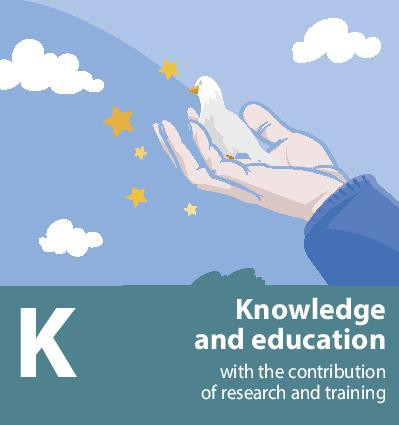 K
Knowledge
and education
with the contribution
of research and training